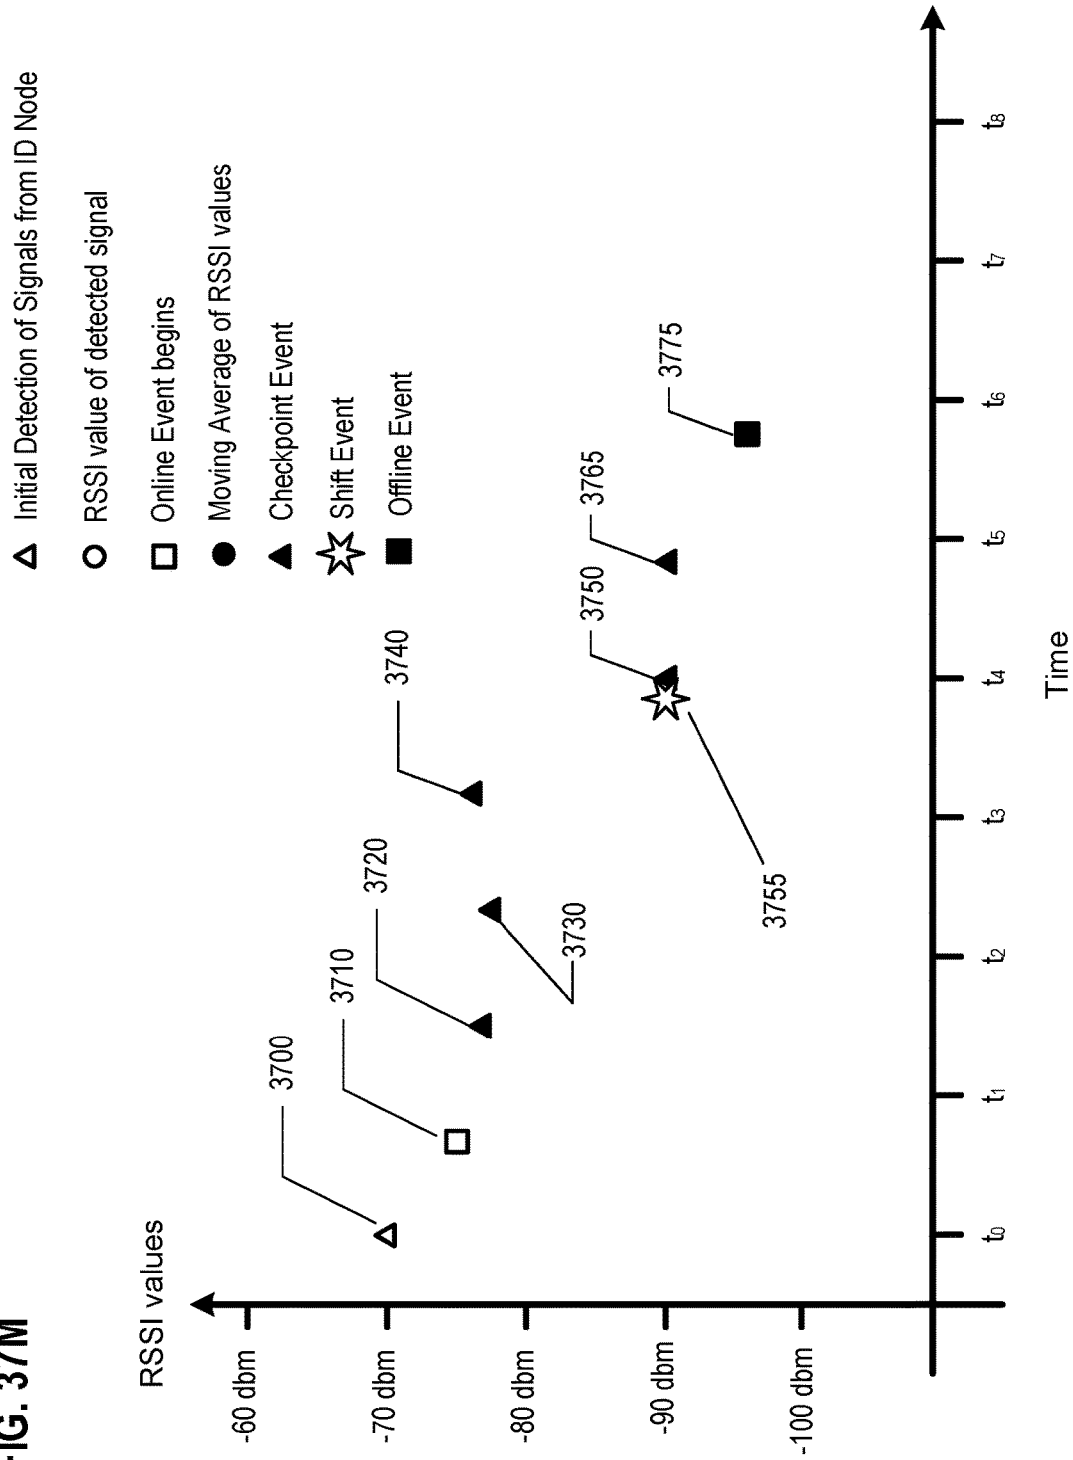 FIG. 37M
RSSI values
Initial Detection of Signals from ID Node
RSSI value of detected signal
Online Event begins
Moving Average of RSSI values
Checkpoint Event
Shift Event
Offline Event
-60 dbm
-70 dbm
-80 dbm
-90 dbm
-100 dbm
3700
3710
3720
3730
3740
3750
3755
3765
3775
t0
t1
t2
t3
t4
t5
t6
t7
t8
Time